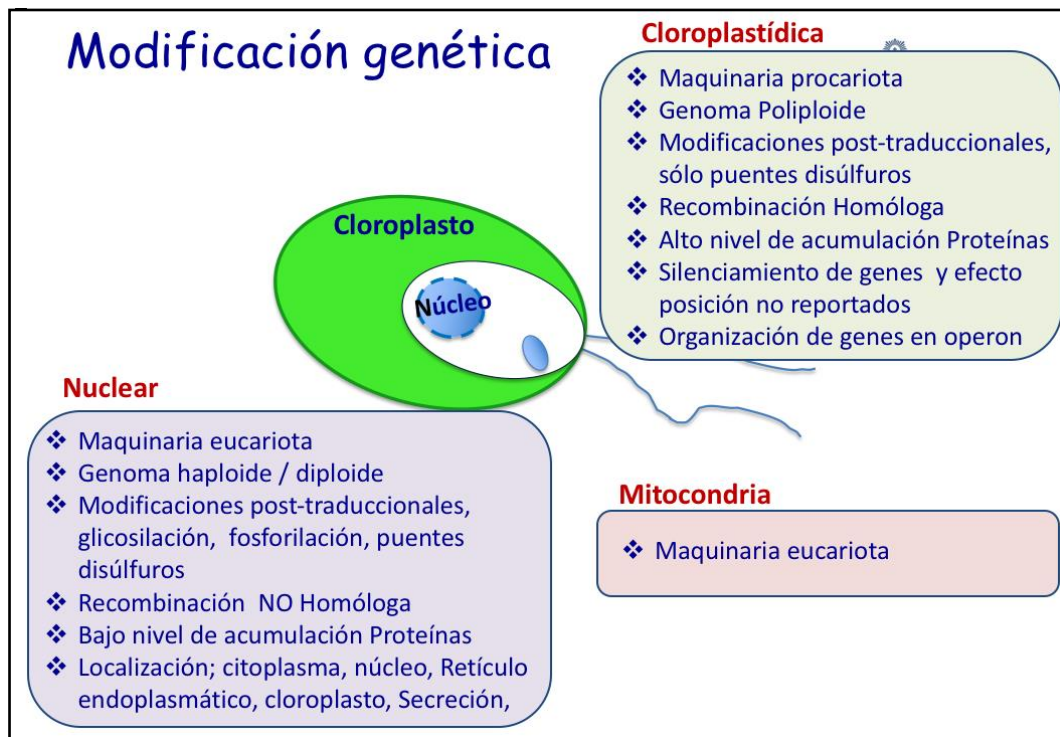 Modificación genética
Cloroplastídica
❖ Maquinaria procariota
❖ Genoma Poliploide
❖ Modificaciones post-traduccionales,
sólo puentes disúlfuros
❖ Recombinación Homóloga
❖ Alto nivel de acumulación Proteínas
❖ Silenciamiento de genes y efecto
posición no reportados
❖ Organización de genes en operon
Cloroplasto
Núcleo
Nuclear
❖ Maquinaria eucariota
❖ Genoma haploide / diploide
❖ Modificaciones post-traduccionales,
glicosilación, fosforilación, puentes
disúlfuros
❖ Recombinación NO Homóloga
❖ Bajo nivel de acumulación Proteínas
❖ Localización; citoplasma, núcleo, Retículo
endoplasmático, cloroplasto, Secreción,
Mitocondria
❖ Maquinaria eucariota